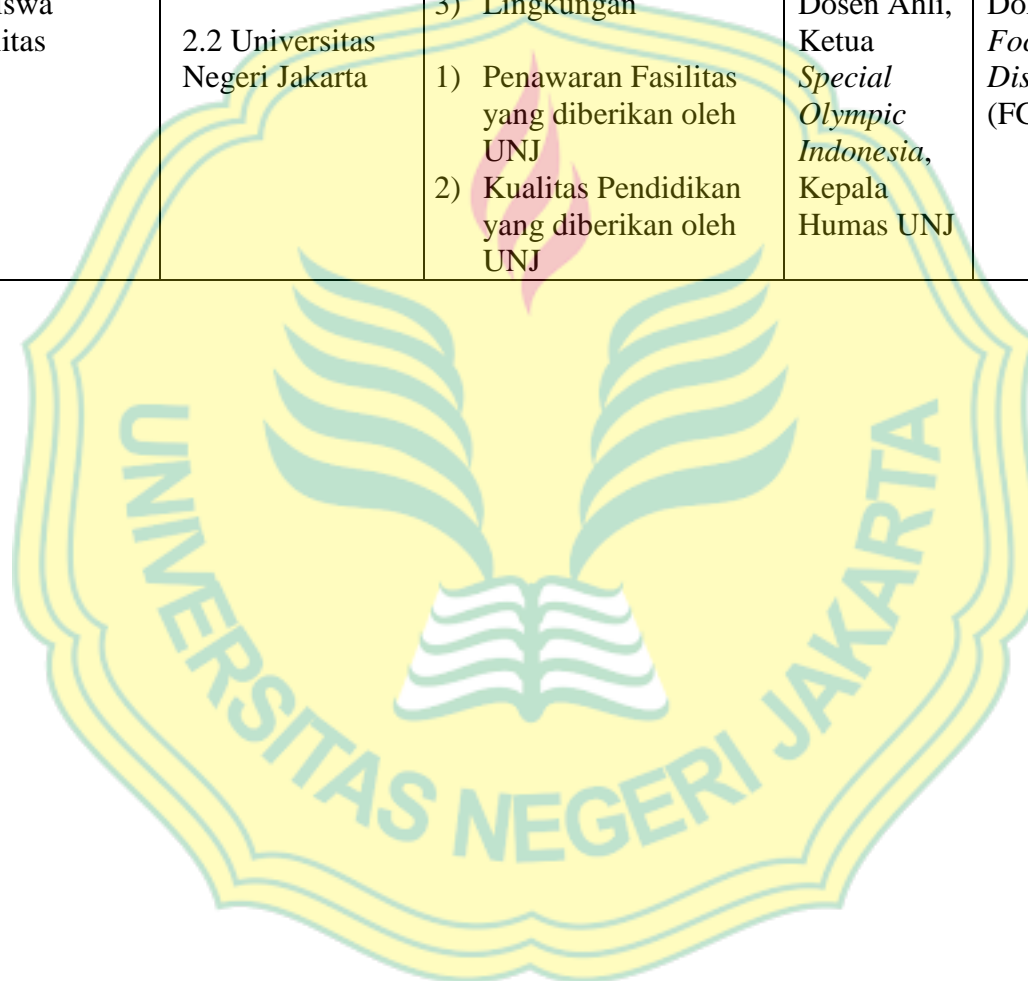 2.2 Universitas
Negeri Jakarta
3) Lingkungan
1) Penawaran Fasilitas
yang diberikan oleh
UNJ
2) Kualitas Pendidikan
yang diberikan oleh
UNJ
Dosen Ahli,
Ketua
Special
Olympic
Indonesia,
Kepala
Humas UNJ
UNIVERSITAS NEGERI JAKARTA